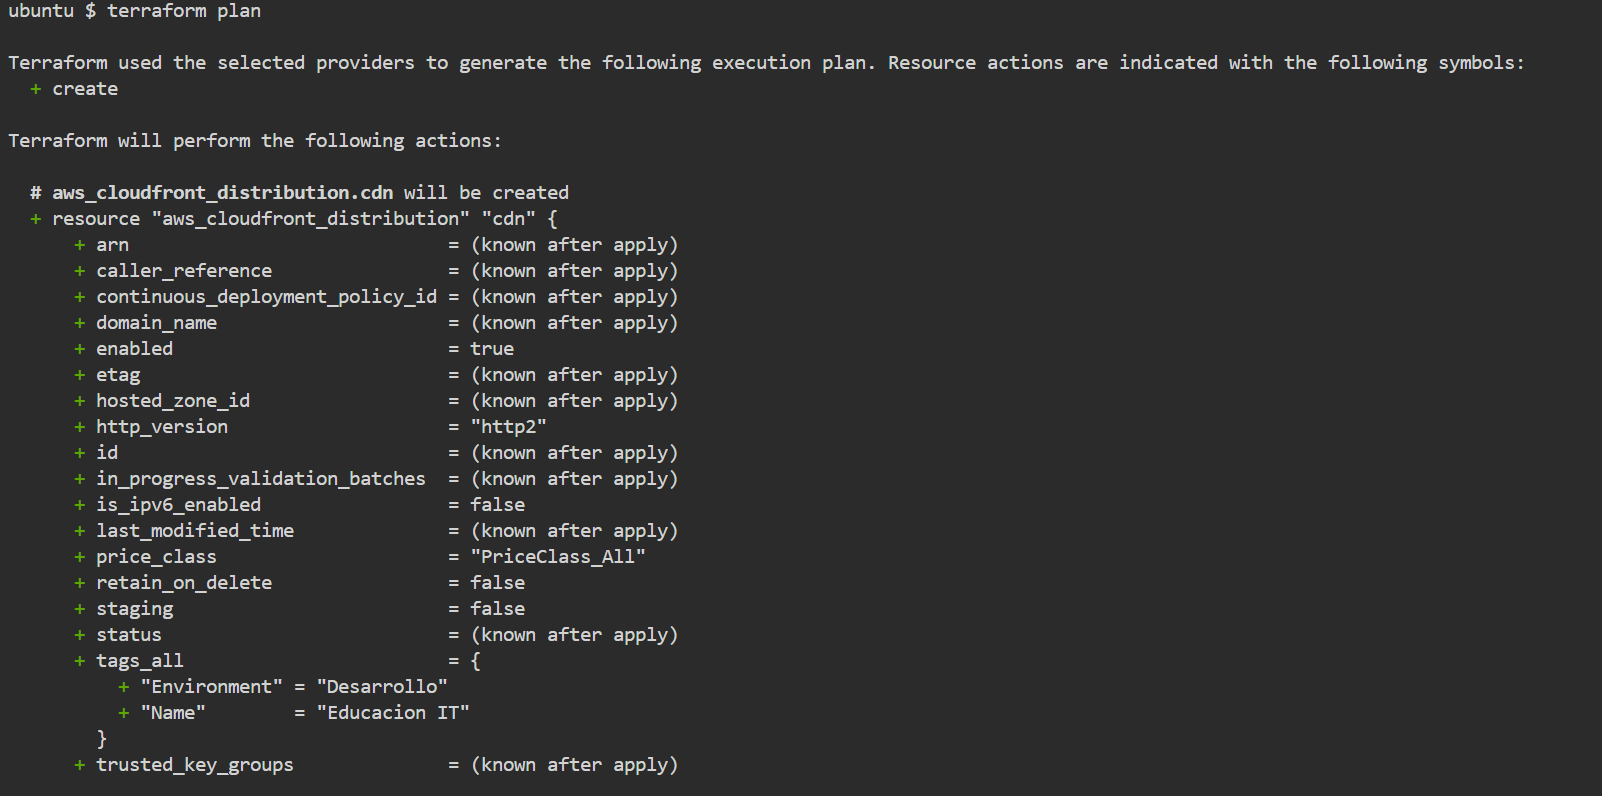 ubuntu $ terraform plan
Terraform used the selected providers to generate the following execution plan. Resource actions are indicated with the following symbols:
+ create
Terraform will perform the following actions:
# aws_cloudfront_distribution.cdn will be created
+ resource "aws_cloudfront_distribution" "cdn" {
+ arn = (known after apply)
+ caller_reference = (known after apply)
+ continuous_deployment_policy_id = (known after apply)
+ domain_name = (known after apply)
+ enabled = true
+ etag = (known after apply)
+ hosted_zone_id = (known after apply)
+ http_version = "http2"
+ id = (known after apply)
+ in_progress_validation_batches = (known after apply)
+ is_ipv6_enabled = false
+ last_modified_time = (known after apply)
+ price_class = "PriceClass_All"
+ retain_on_delete = false
+ staging = false
+ status = (known after apply)
+ tags_all = {
+ "Environment" = "Desarrollo"
+ "Name" = "Educacion IT"
}
+ trusted_key_groups = (known after apply)